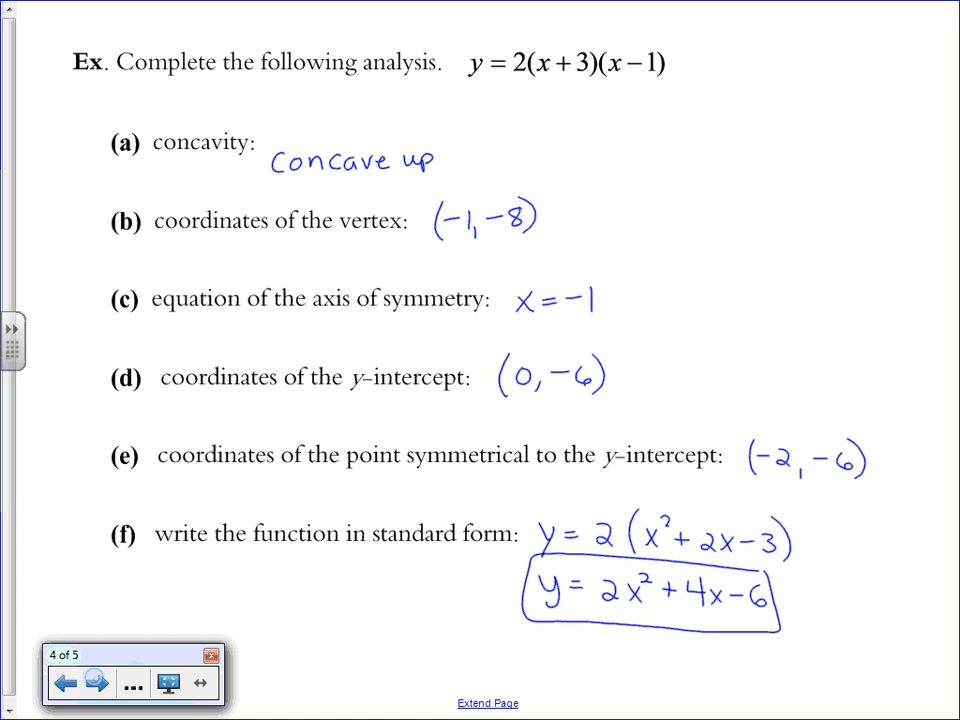 Ex. Complete the following analysis. y = 2(x + 3)(x − 1)
(a) concavity: Concave up
(b) coordinates of the vertex: (−1, −8)
(c) equation of the axis of symmetry: x = −1
(d) coordinates of the y-intercept: (0, −6)
(e) coordinates of the point symmetrical to the y-intercept: (−2, −6)
(f) write the function in standard form: y = 2(x² + 2x − 3)
y = 2x² + 4x − 6
4 of 5
Extend Page